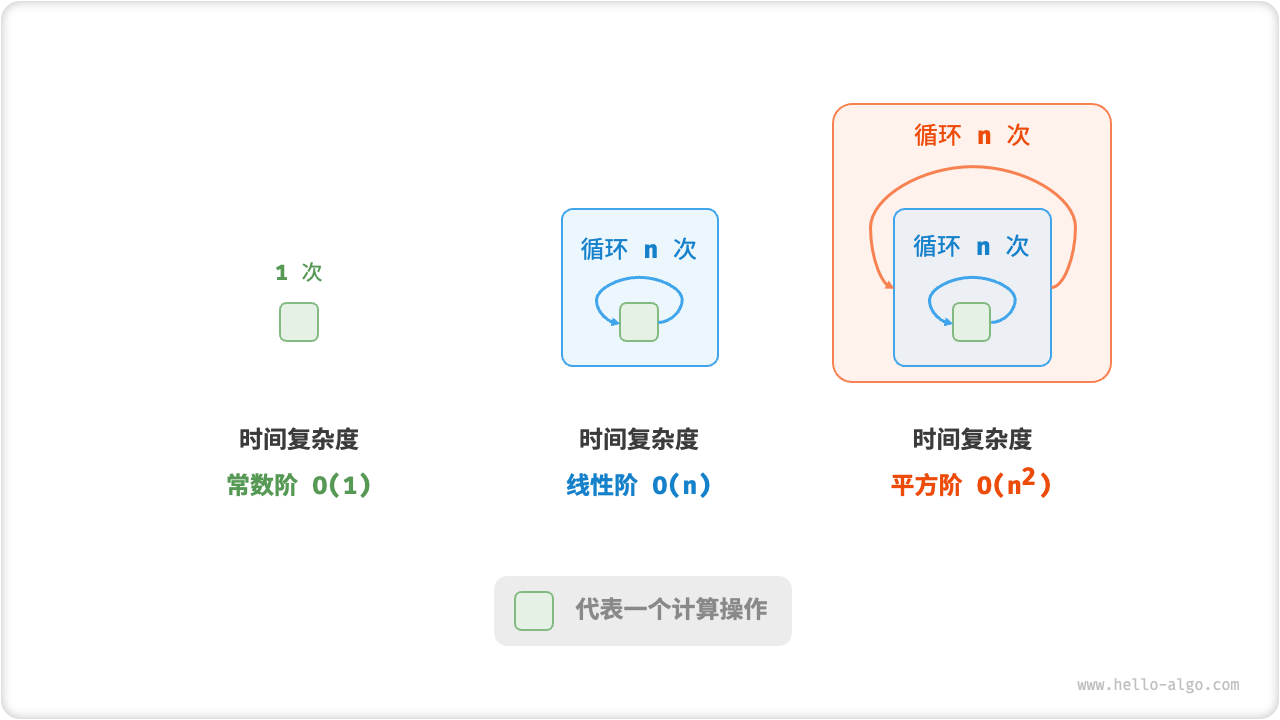 1 次
时间复杂度
常数阶 O(1)
循环 n 次
时间复杂度
线性阶 O(n)
循环 n 次
循环 n 次
时间复杂度
平方阶 O(n²)
代表一个计算操作
www.hello-algo.com